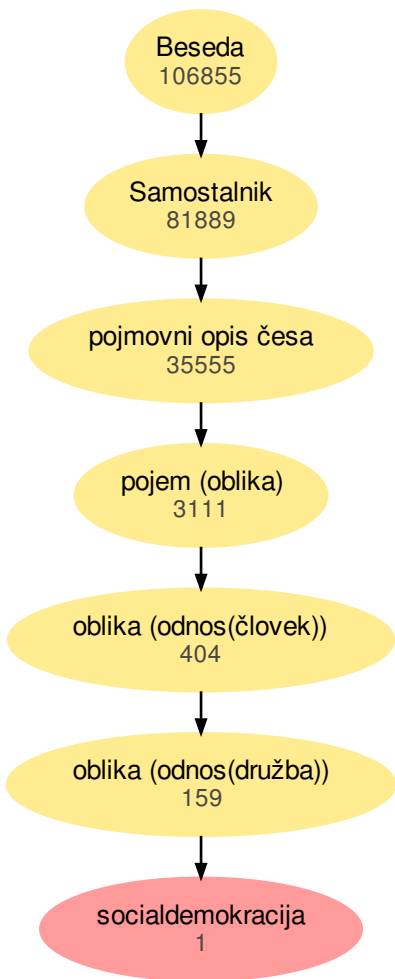 Beseda
106855
Samostalnik
81889
pojmovni opis česa
35555
pojem (oblika)
3111
oblika (odnos(človek))
404
oblika (odnos(družba))
159
socialdemokracija
1